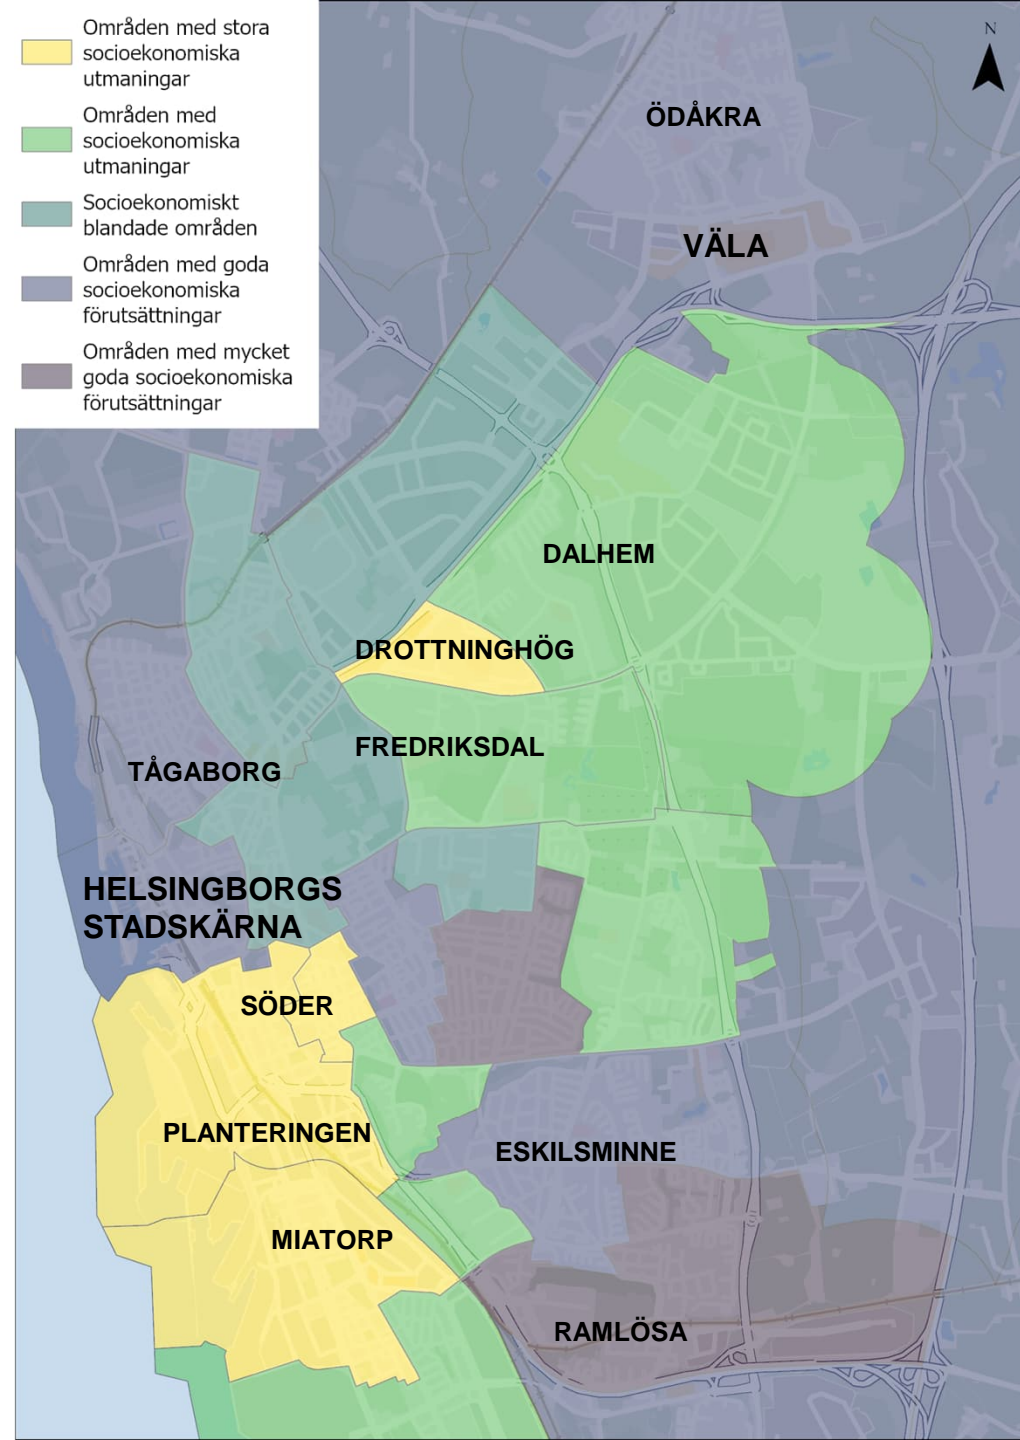 Områden med stora
socioekonomiska
utmaningar
Områden med
socioekonomiska
utmaningar
Socioekonomiskt
blandade områden
Områden med goda
socioekonomiska
förutsättningar
Områden med mycket
goda socioekonomiska
förutsättningar
N
ÖDÅKRA
VÄLA
DALHEM
DROTTNINGHÖG
FREDRIKSDAL
TÅGABORG
HELSINGBORGS
STADSKÄRNA
SÖDER
PLANTERINGEN
ESKILSMINNE
MIATORP
RAMLÖSA